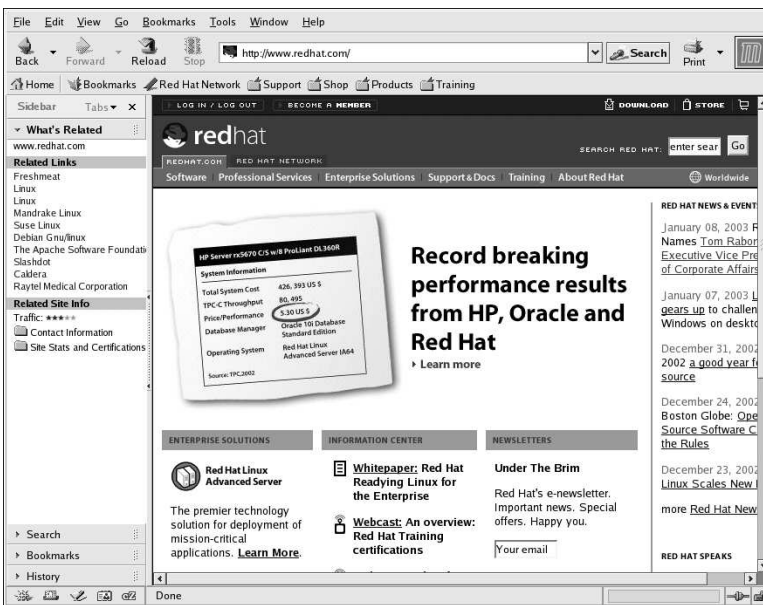 File Edit View Go Bookmarks Tools Window Help
Back Forward Reload Stop http://www.redhat.com/ Search Print
Home Bookmarks Red Hat Network Support Shop Products Training
Sidebar Tabs
What's Related
www.redhat.com
Related Links
Freshmeat
Linux
Linux
Mandrake Linux
Suse Linux
Debian Gnu/linux
The Apache Software Foundati
Slashdot
Caldera
Raytel Medical Corporation
Related Site Info
Traffic:
Contact Information
Site Stats and Certifications
Search
Bookmarks
History
LOG IN / LOG OUT BECOME A MEMBER DOWNLOAD STORE
redhat
SEARCH RED HAT: enter sear Go
REDHAT.COM RED HAT NETWORK
Software Professional Services Enterprise Solutions Support & Docs Training About Red Hat Worldwide
HP Server rx5670 C/S w/8 ProLiant DL360R
System Information
Total System Cost 426, 393 US $
TPC-C Throughput 80, 495
Price/Performance 5.30 US $
Database Manager Oracle 10i Database
Standard Edition
Operating System Red Hat Linux
Advanced Server IA64
Source: TPC,2002
Record breaking
performance results
from HP, Oracle and
Red Hat
Learn more
ENTERPRISE SOLUTIONS
Red Hat Linux
Advanced Server
The premier technology
solution for deployment of
mission-critical
applications. Learn More.
INFORMATION CENTER
Whitepaper: Red Hat
Readying Linux for
the Enterprise
Webcast: An overview:
Red Hat Training
certifications
NEWSLETTERS
Under The Brim
Red Hat's e-newsletter.
Important news. Special
offers. Happy you.
Your email
RED HAT NEWS & EVENT
January 08, 2003 R
Names Tom Rabor
Executive Vice Pre
of Corporate Affairs
January 07, 2003 L
gears up to challen
Windows on deskto
December 31, 2002
2002 a good year f
source
December 24, 2002
Boston Globe: Ope
Source Software C
the Rules
December 23, 2002
Linux Scales New
more Red Hat New
RED HAT SPEAKS
Done